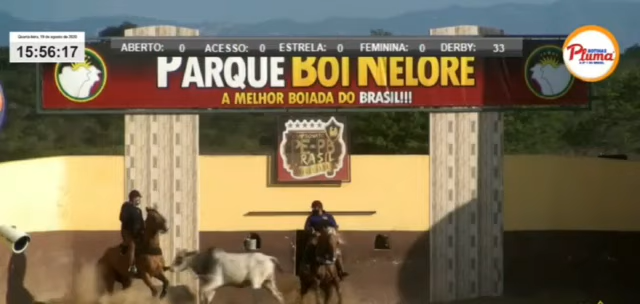 15:56:17
ABERTO: 0 ACESSO: 0 ESTRELA: 0 FEMININA: 0 DERBY: 33
Pluma
PARQUE BOI NELORE
A MELHOR BOIADA DO BRASIL!!!